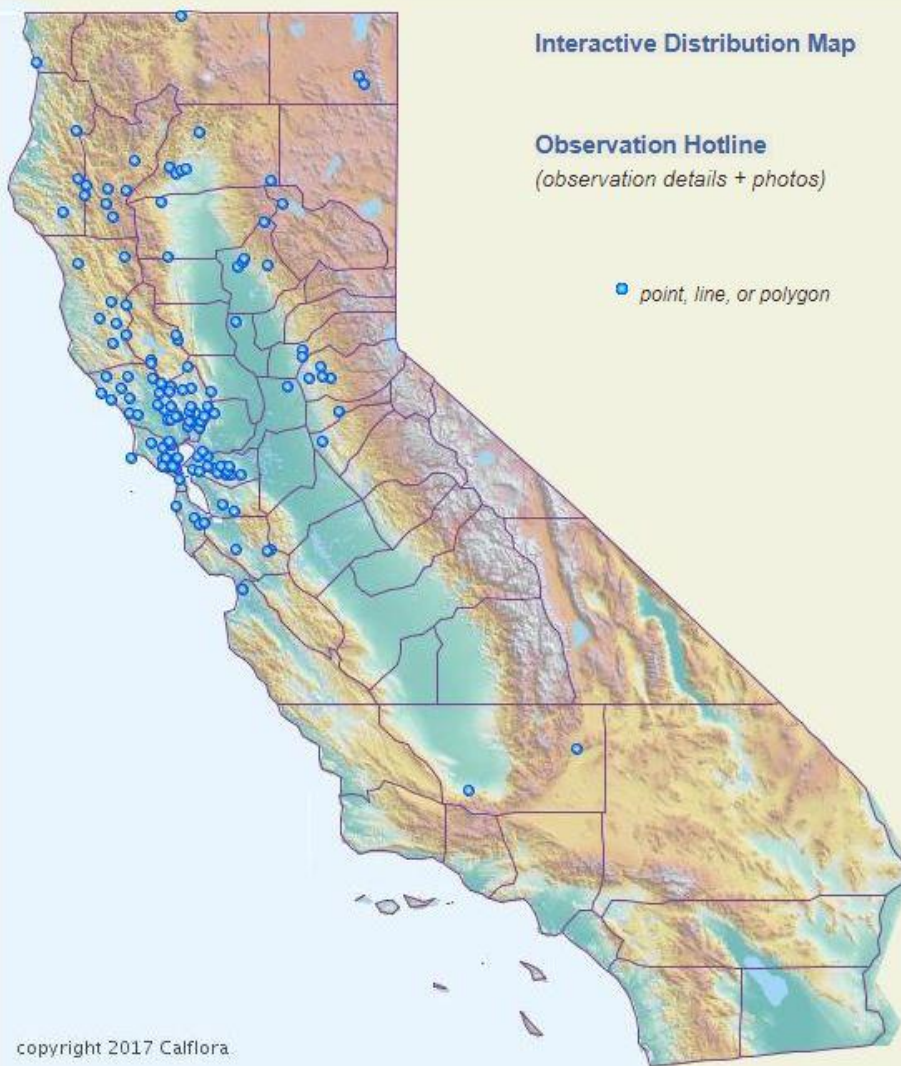 Interactive Distribution Map
Observation Hotline
(observation details + photos)
point, line, or polygon
copyright 2017 Calflora